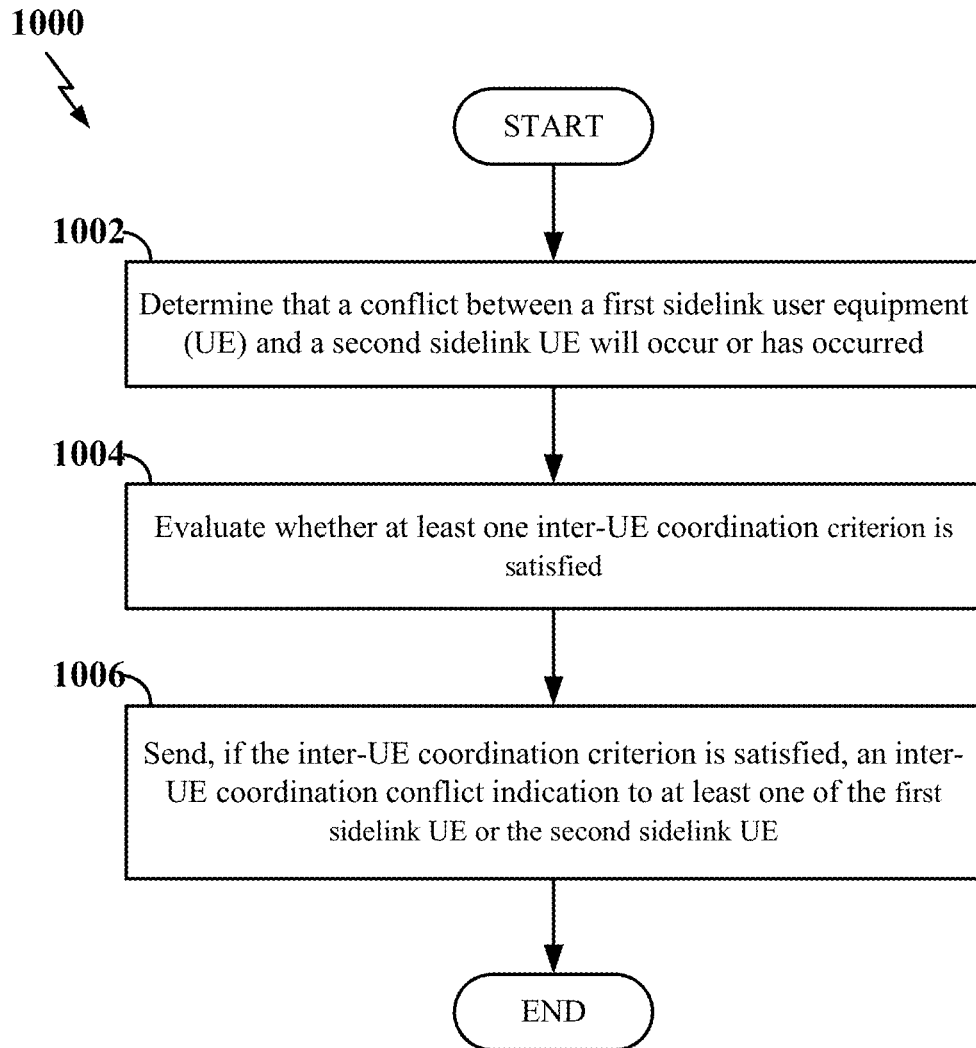 1000
START
1002
Determine that a conflict between a first sidelink user equipment
(UE) and a second sidelink UE will occur or has occurred
1004
Evaluate whether at least one inter-UE coordination criterion is
satisfied
1006
Send, if the inter-UE coordination criterion is satisfied, an inter-
UE coordination conflict indication to at least one of the first
sidelink UE or the second sidelink UE
END